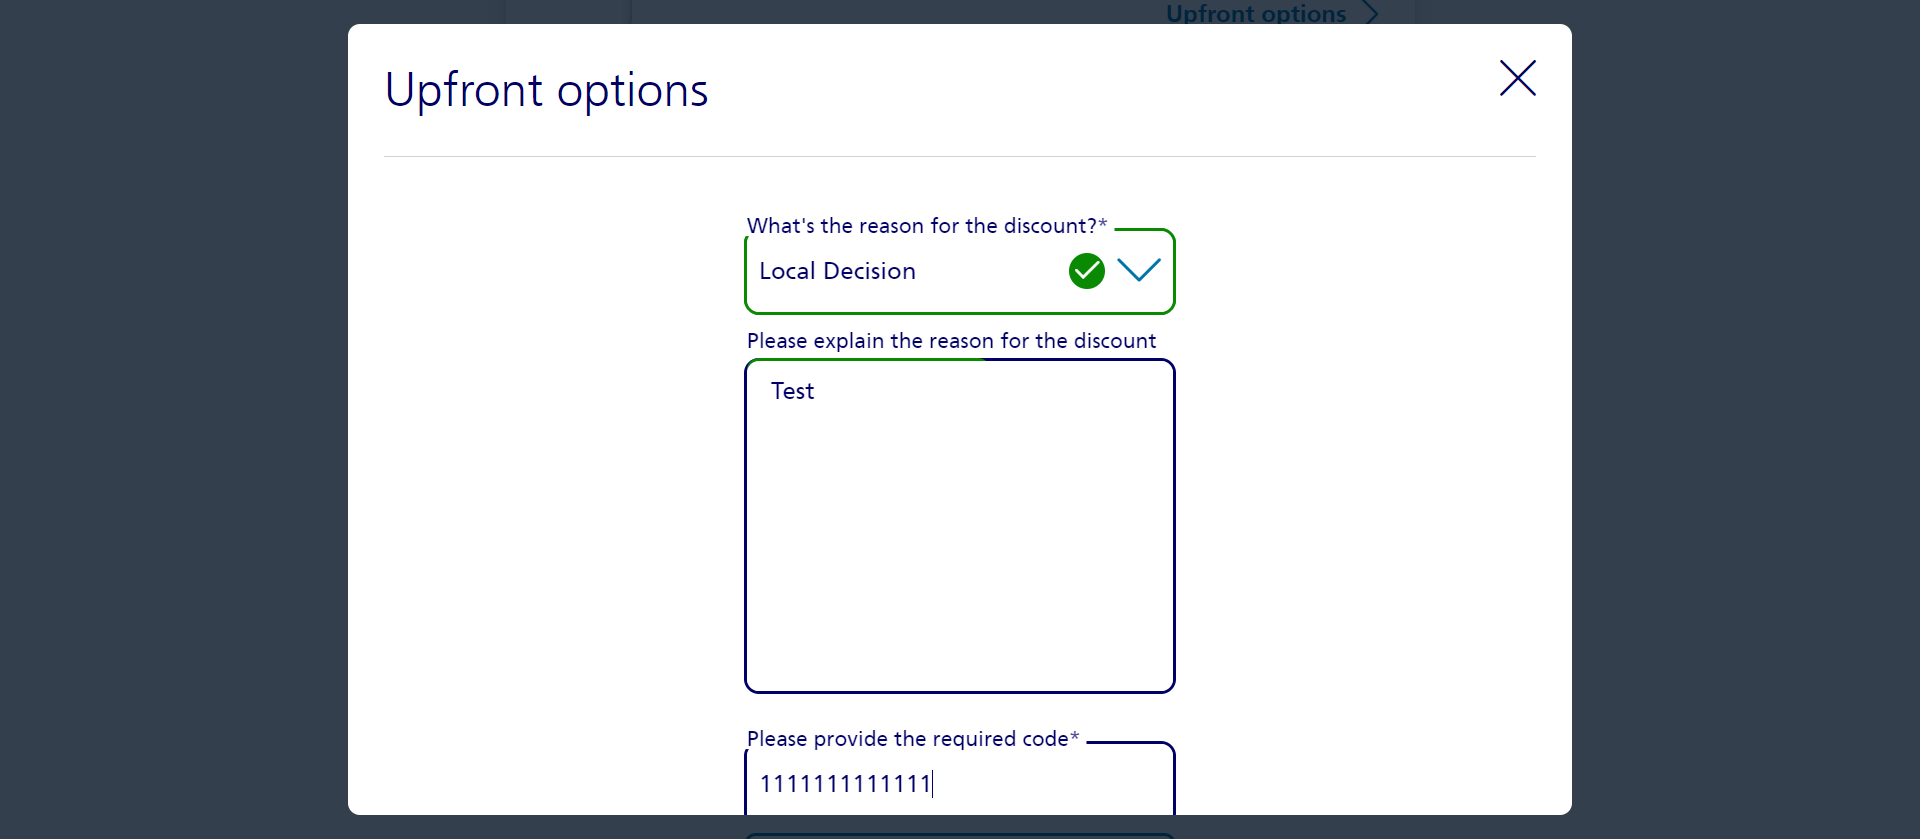 Upfront options
Upfront options
What's the reason for the discount?*
Local Decision
Please explain the reason for the discount
Test
Please provide the required code*
1111111111111